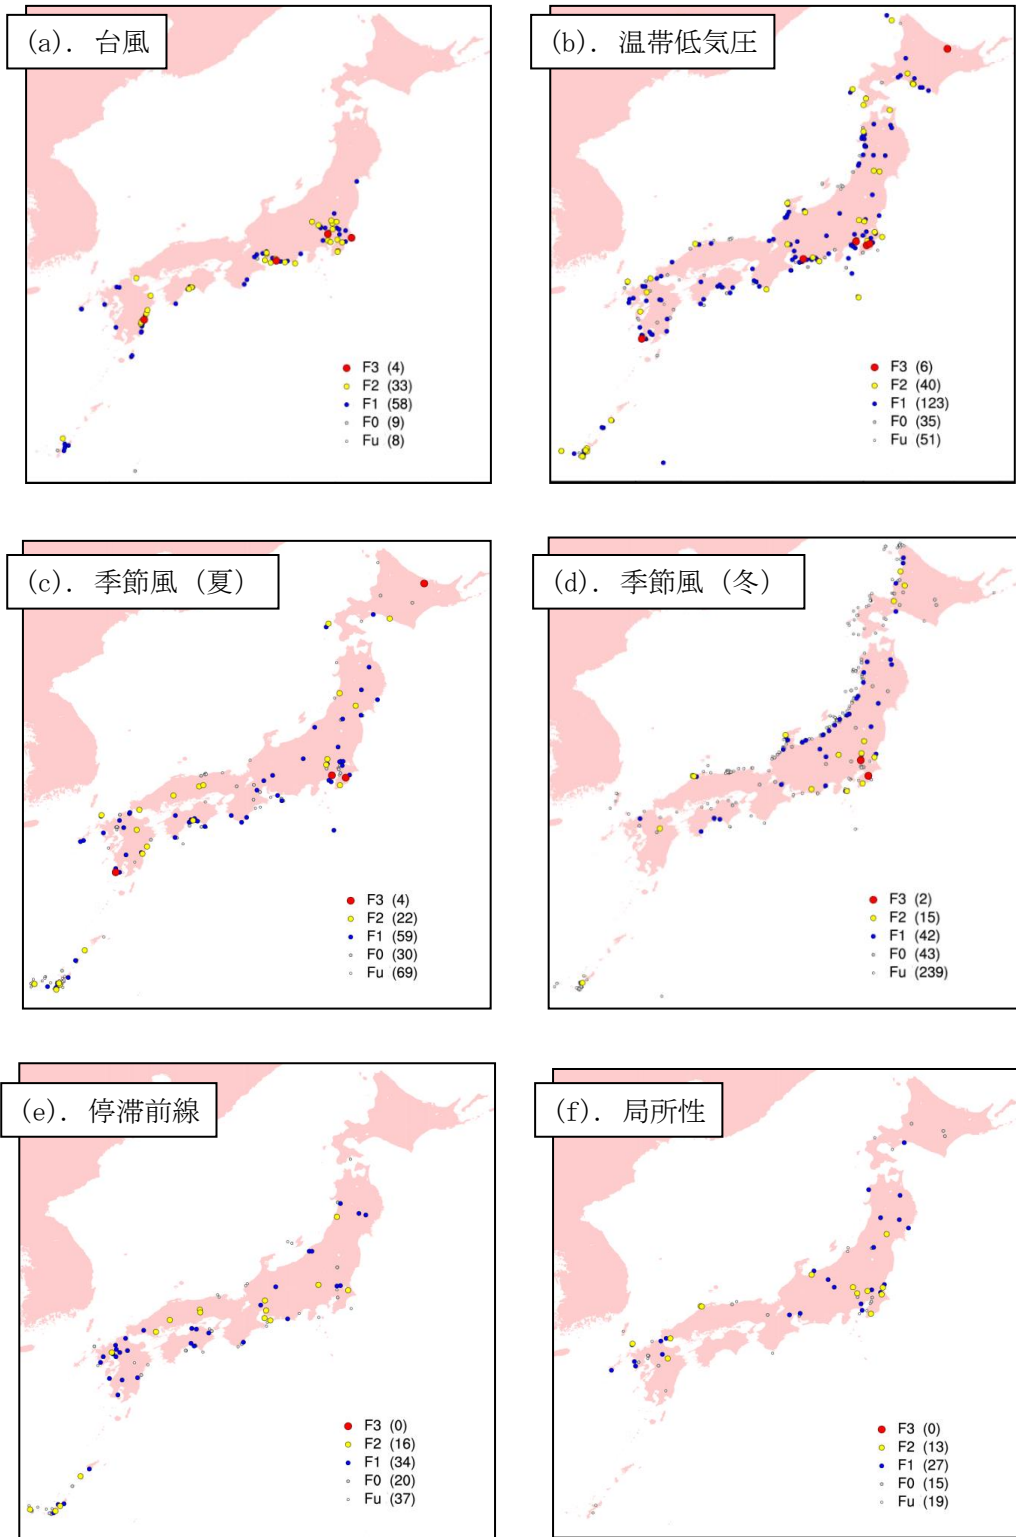 (a). 台風
F3 (4)
F2 (33)
F1 (58)
F0 (9)
Fu (8)
(b). 温帯低気圧
F3 (6)
F2 (40)
F1 (123)
F0 (35)
Fu (51)
(c). 季節風（夏）
F3 (4)
F2 (22)
F1 (59)
F0 (30)
Fu (69)
(d). 季節風（冬）
F3 (2)
F2 (15)
F1 (42)
F0 (43)
Fu (239)
(e). 停滞前線
F3 (0)
F2 (16)
F1 (34)
F0 (20)
Fu (37)
(f). 局所性
F3 (0)
F2 (13)
F1 (27)
F0 (15)
Fu (19)